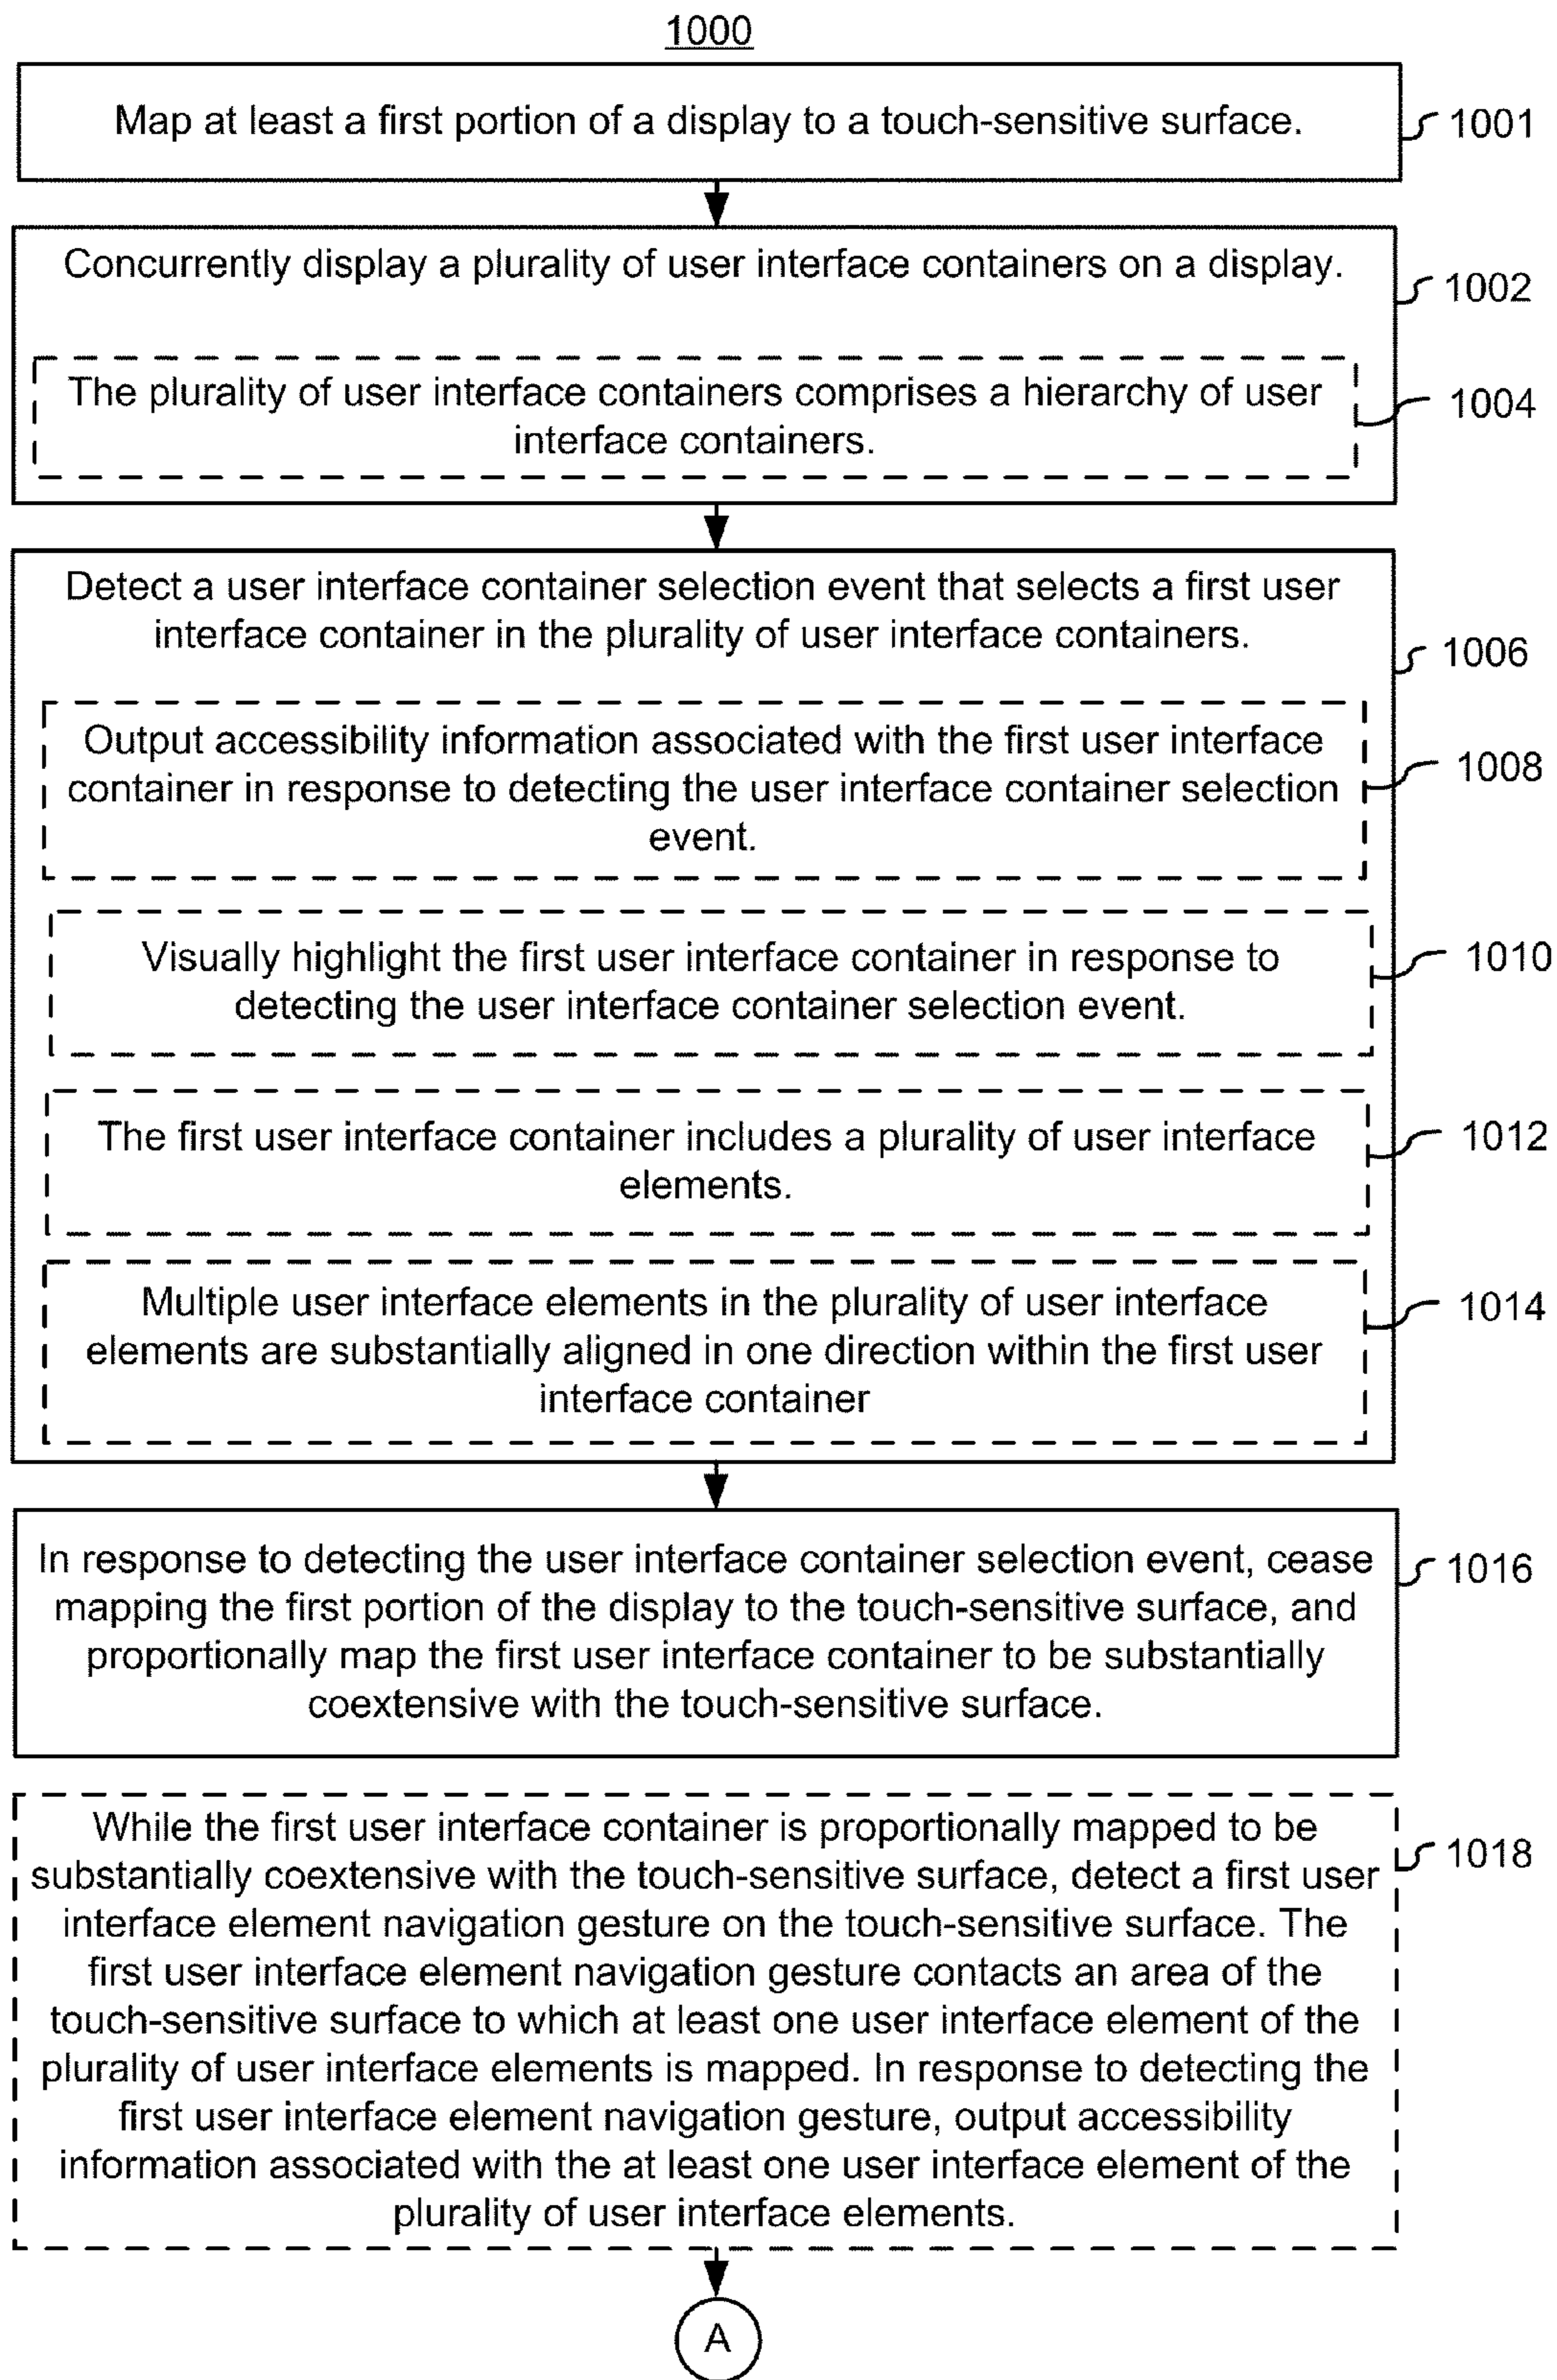 1000
Map at least a first portion of a display to a touch-sensitive surface.
1001
Concurrently display a plurality of user interface containers on a display.
1002
The plurality of user interface containers comprises a hierarchy of user
interface containers.
1004
Detect a user interface container selection event that selects a first user
interface container in the plurality of user interface containers.
1006
Output accessibility information associated with the first user interface
container in response to detecting the user interface container selection
event.
1008
Visually highlight the first user interface container in response to
detecting the user interface container selection event.
1010
The first user interface container includes a plurality of user interface
elements.
1012
Multiple user interface elements in the plurality of user interface
elements are substantially aligned in one direction within the first user
interface container
1014
In response to detecting the user interface container selection event, cease
mapping the first portion of the display to the touch-sensitive surface, and
proportionally map the first user interface container to be substantially
coextensive with the touch-sensitive surface.
1016
While the first user interface container is proportionally mapped to be
substantially coextensive with the touch-sensitive surface, detect a first user
interface element navigation gesture on the touch-sensitive surface. The
first user interface element navigation gesture contacts an area of the
touch-sensitive surface to which at least one user interface element of the
plurality of user interface elements is mapped. In response to detecting the
first user interface element navigation gesture, output accessibility
information associated with the at least one user interface element of the
plurality of user interface elements.
1018
A